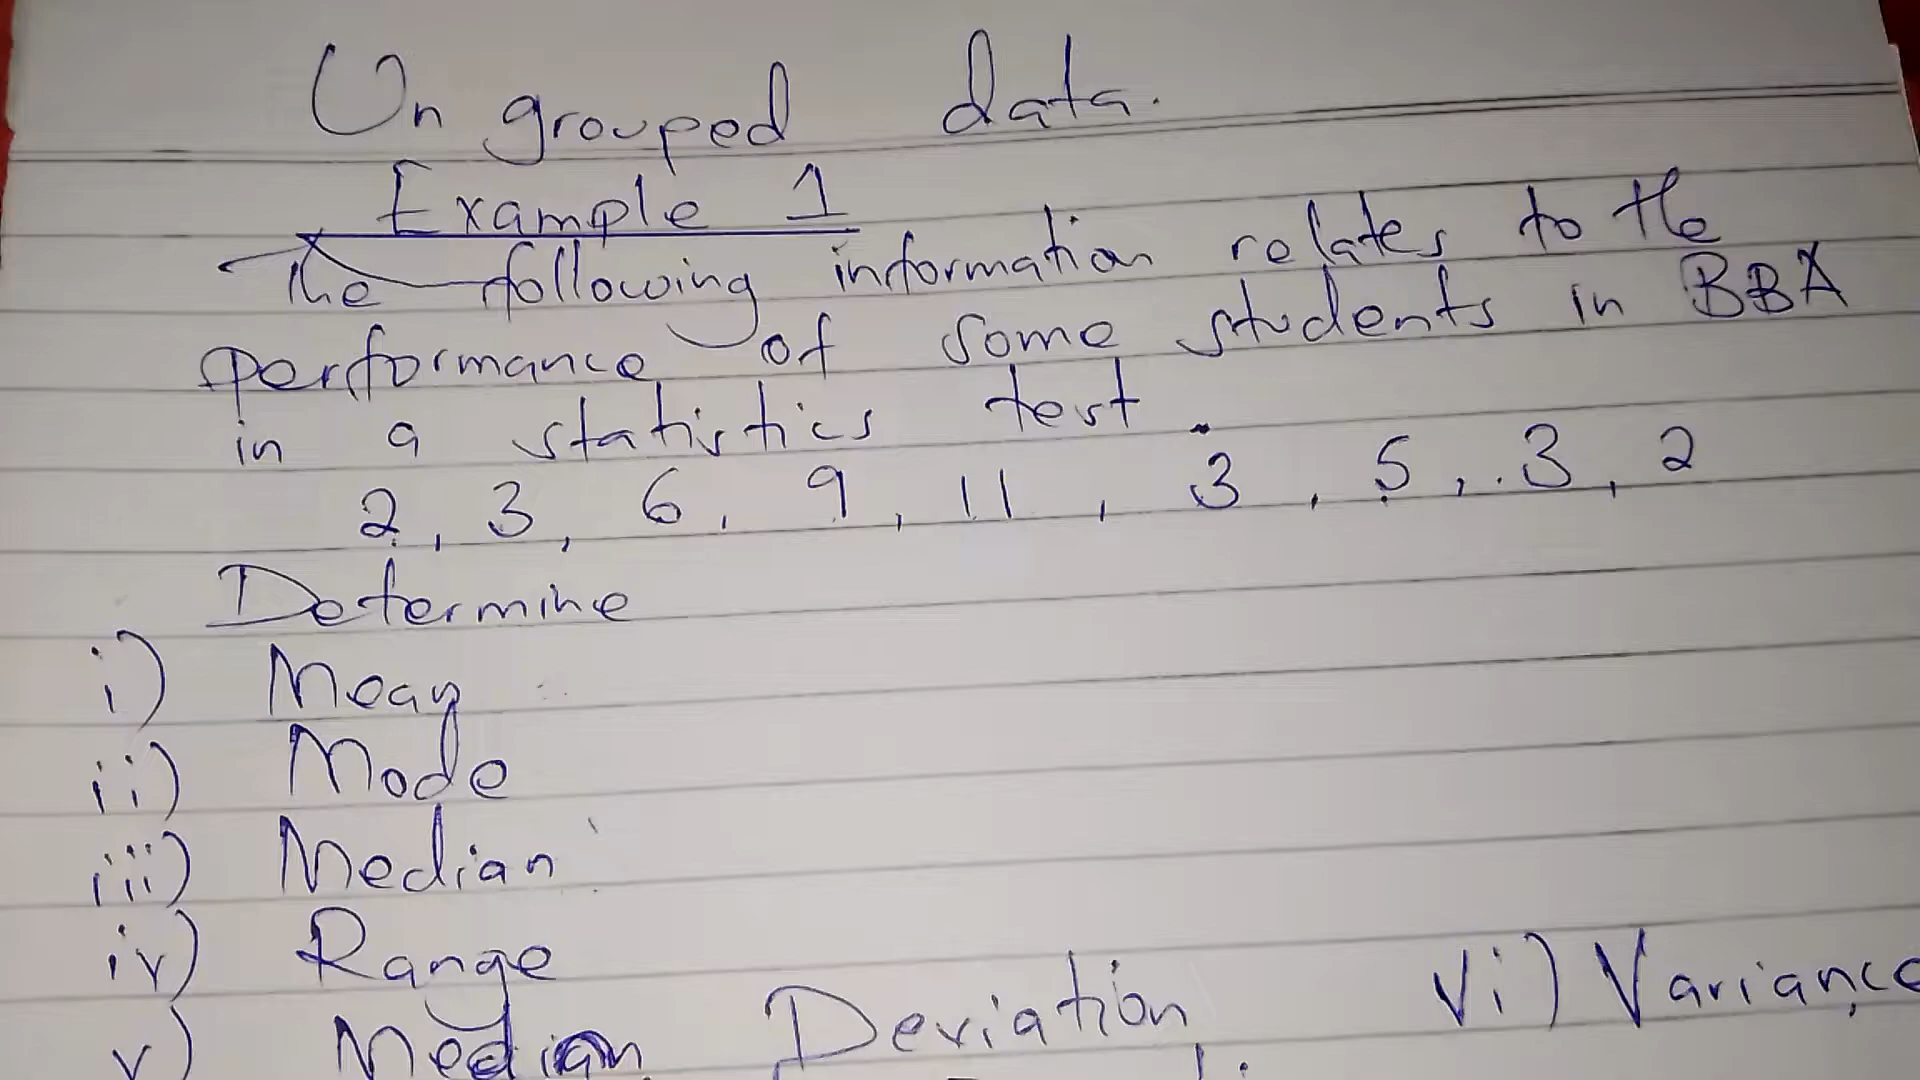 Un grouped data.
Example 1
The following information relates to the
performance of some students in BBA
in a statistics test.
2, 3, 6, 9, 11, 3, 5, 3, 2
Determine
i) Mean
ii) Mode
iii) Median
iv) Range
v) Median Deviation vi) Variance